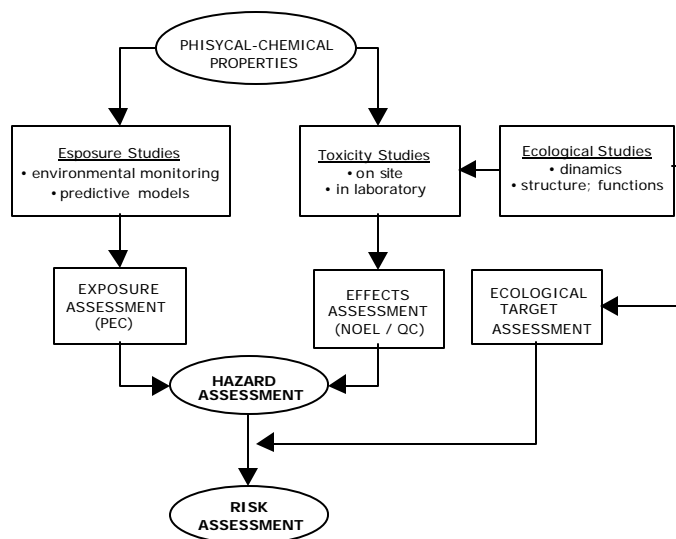 PHISYCAL-CHEMICAL
PROPERTIES
Esposure Studies
• environmental monitoring
• predictive models
Toxicity Studies
• on site
• in laboratory
Ecological Studies
• dinamics
• structure; functions
EXPOSURE
ASSESSMENT
(PEC)
EFFECTS
ASSESSMENT
(NOEL / QC)
ECOLOGICAL
TARGET
ASSESSMENT
HAZARD
ASSESSMENT
RISK
ASSESSMENT